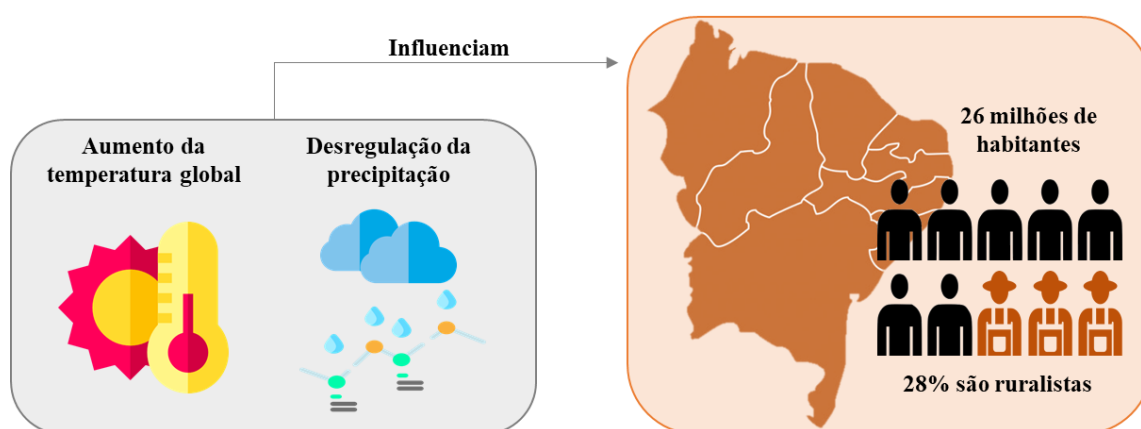 Influenciam
Aumento da
temperatura global
Desregulação da
precipitação
26 milhões de
habitantes
28% são ruralistas